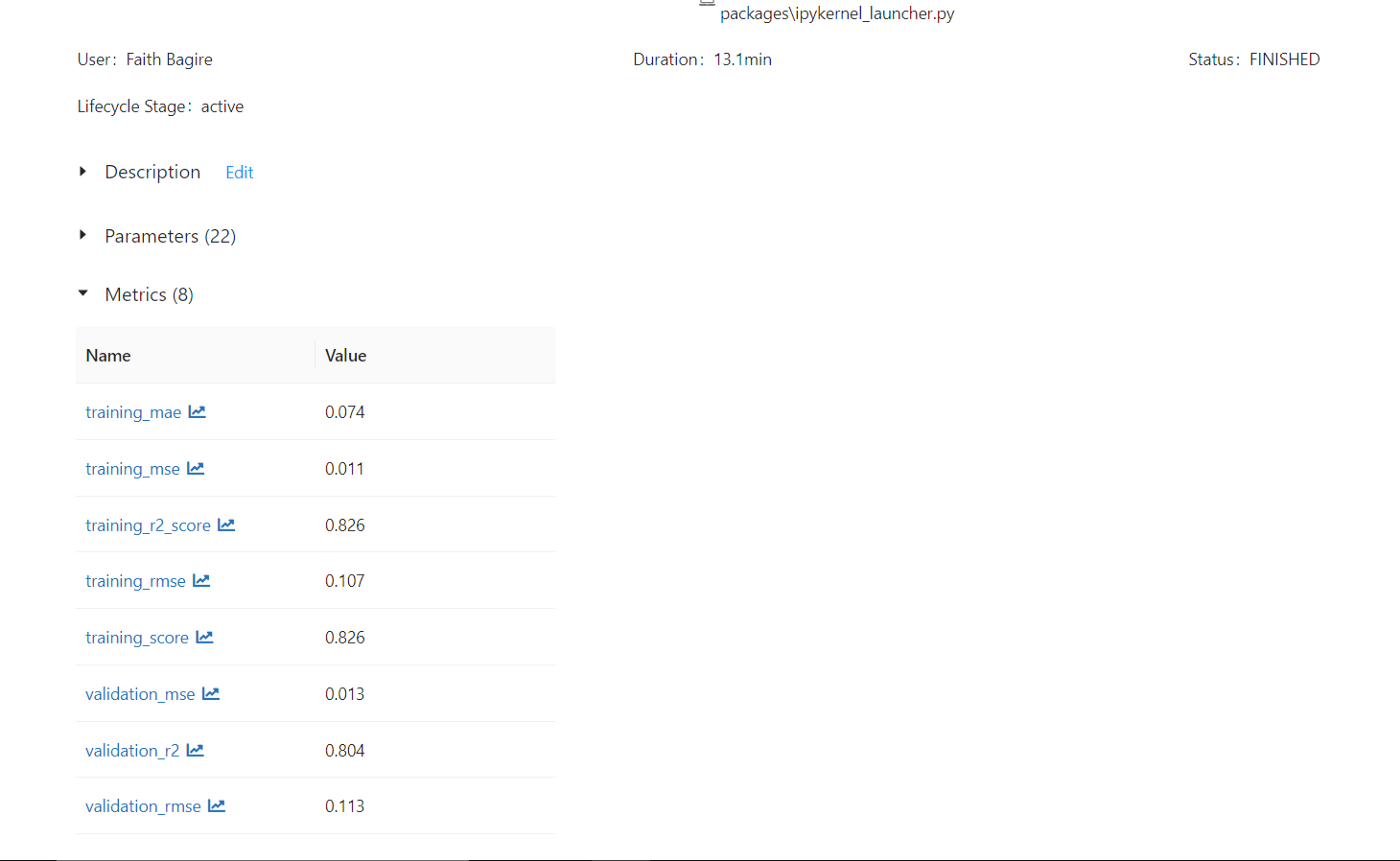 packages\ipykernel_launcher.py
User: Faith Bagire Duration: 13.1min Status: FINISHED
Lifecycle Stage: active
Description Edit
Parameters (22)
Metrics (8)
Name Value
training_mae 0.074
training_mse 0.011
training_r2_score 0.826
training_rmse 0.107
training_score 0.826
validation_mse 0.013
validation_r2 0.804
validation_rmse 0.113